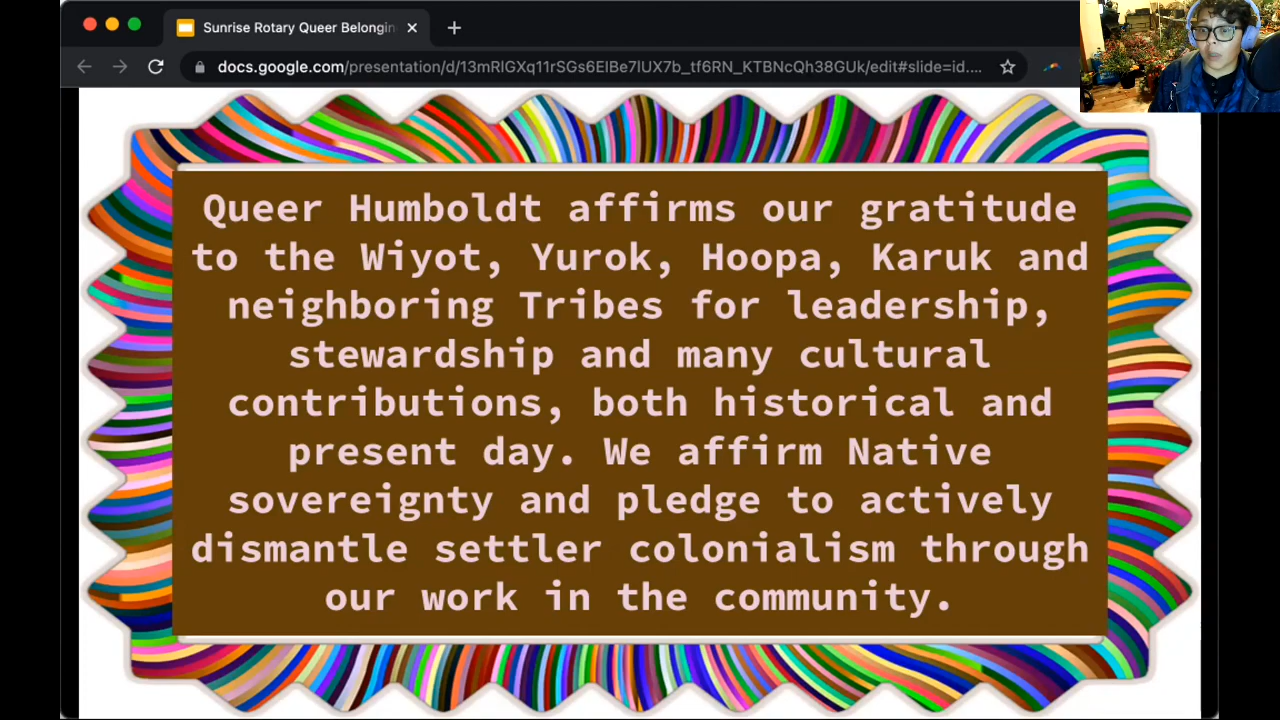 Sunrise Rotary Queer Belongin
docs.google.com/presentation/d/13mRlGXq11rSGs6ElBe7lUX7b_tf6RN_KTBNcQh38GUk/edit#slide=id....
Queer Humboldt affirms our gratitude
to the Wiyot, Yurok, Hoopa, Karuk and
neighboring Tribes for leadership,
stewardship and many cultural
contributions, both historical and
present day. We affirm Native
sovereignty and pledge to actively
dismantle settler colonialism through
our work in the community.